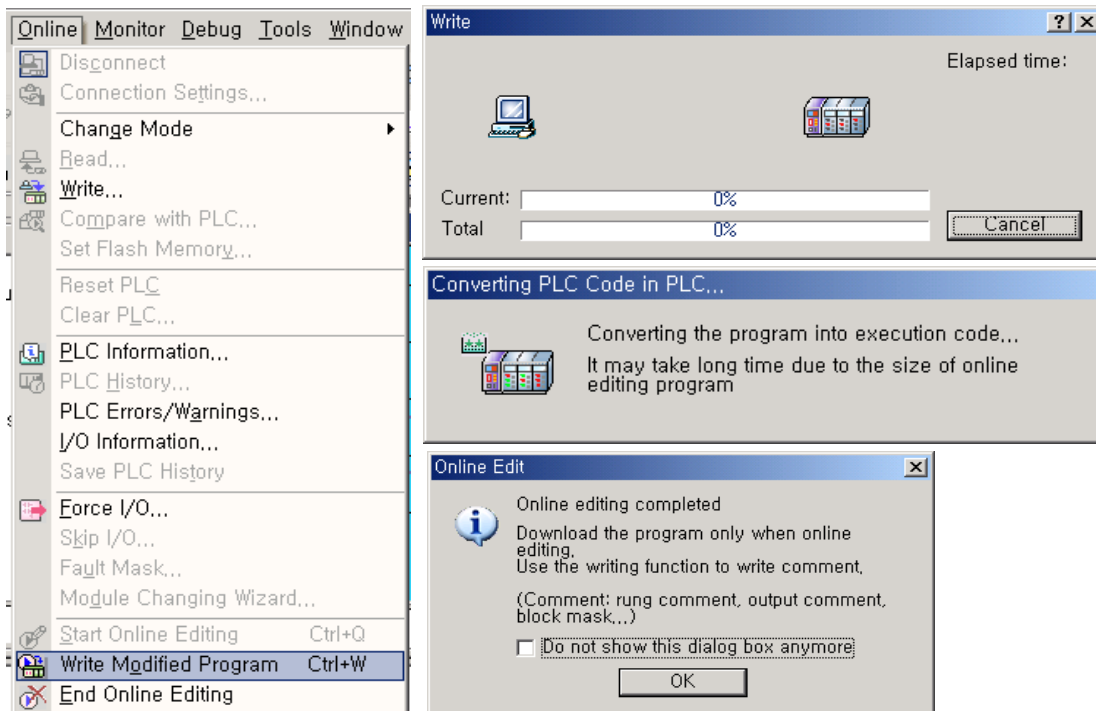 Online Monitor Debug Tools Window
Disconnect
Connection Settings...
Change Mode
Read...
Write...
Compare with PLC...
Set Flash Memory...
Reset PLC
Clear PLC...
PLC Information...
PLC History...
PLC Errors/Warnings...
I/O Information...
Save PLC History
Force I/O...
Skip I/O...
Fault Mask...
Module Changing Wizard...
Start Online Editing Ctrl+Q
Write Modified Program Ctrl+W
End Online Editing
Write
Elapsed time:
Current: 0%
Total 0%
Cancel
Converting PLC Code in PLC...
Converting the program into execution code...
It may take long time due to the size of online
editing program
Online Edit
Online editing completed
Download the program only when online
editing.
Use the writing function to write comment.
(Comment: rung comment, output comment,
block mask...)
Do not show this dialog box anymore
OK